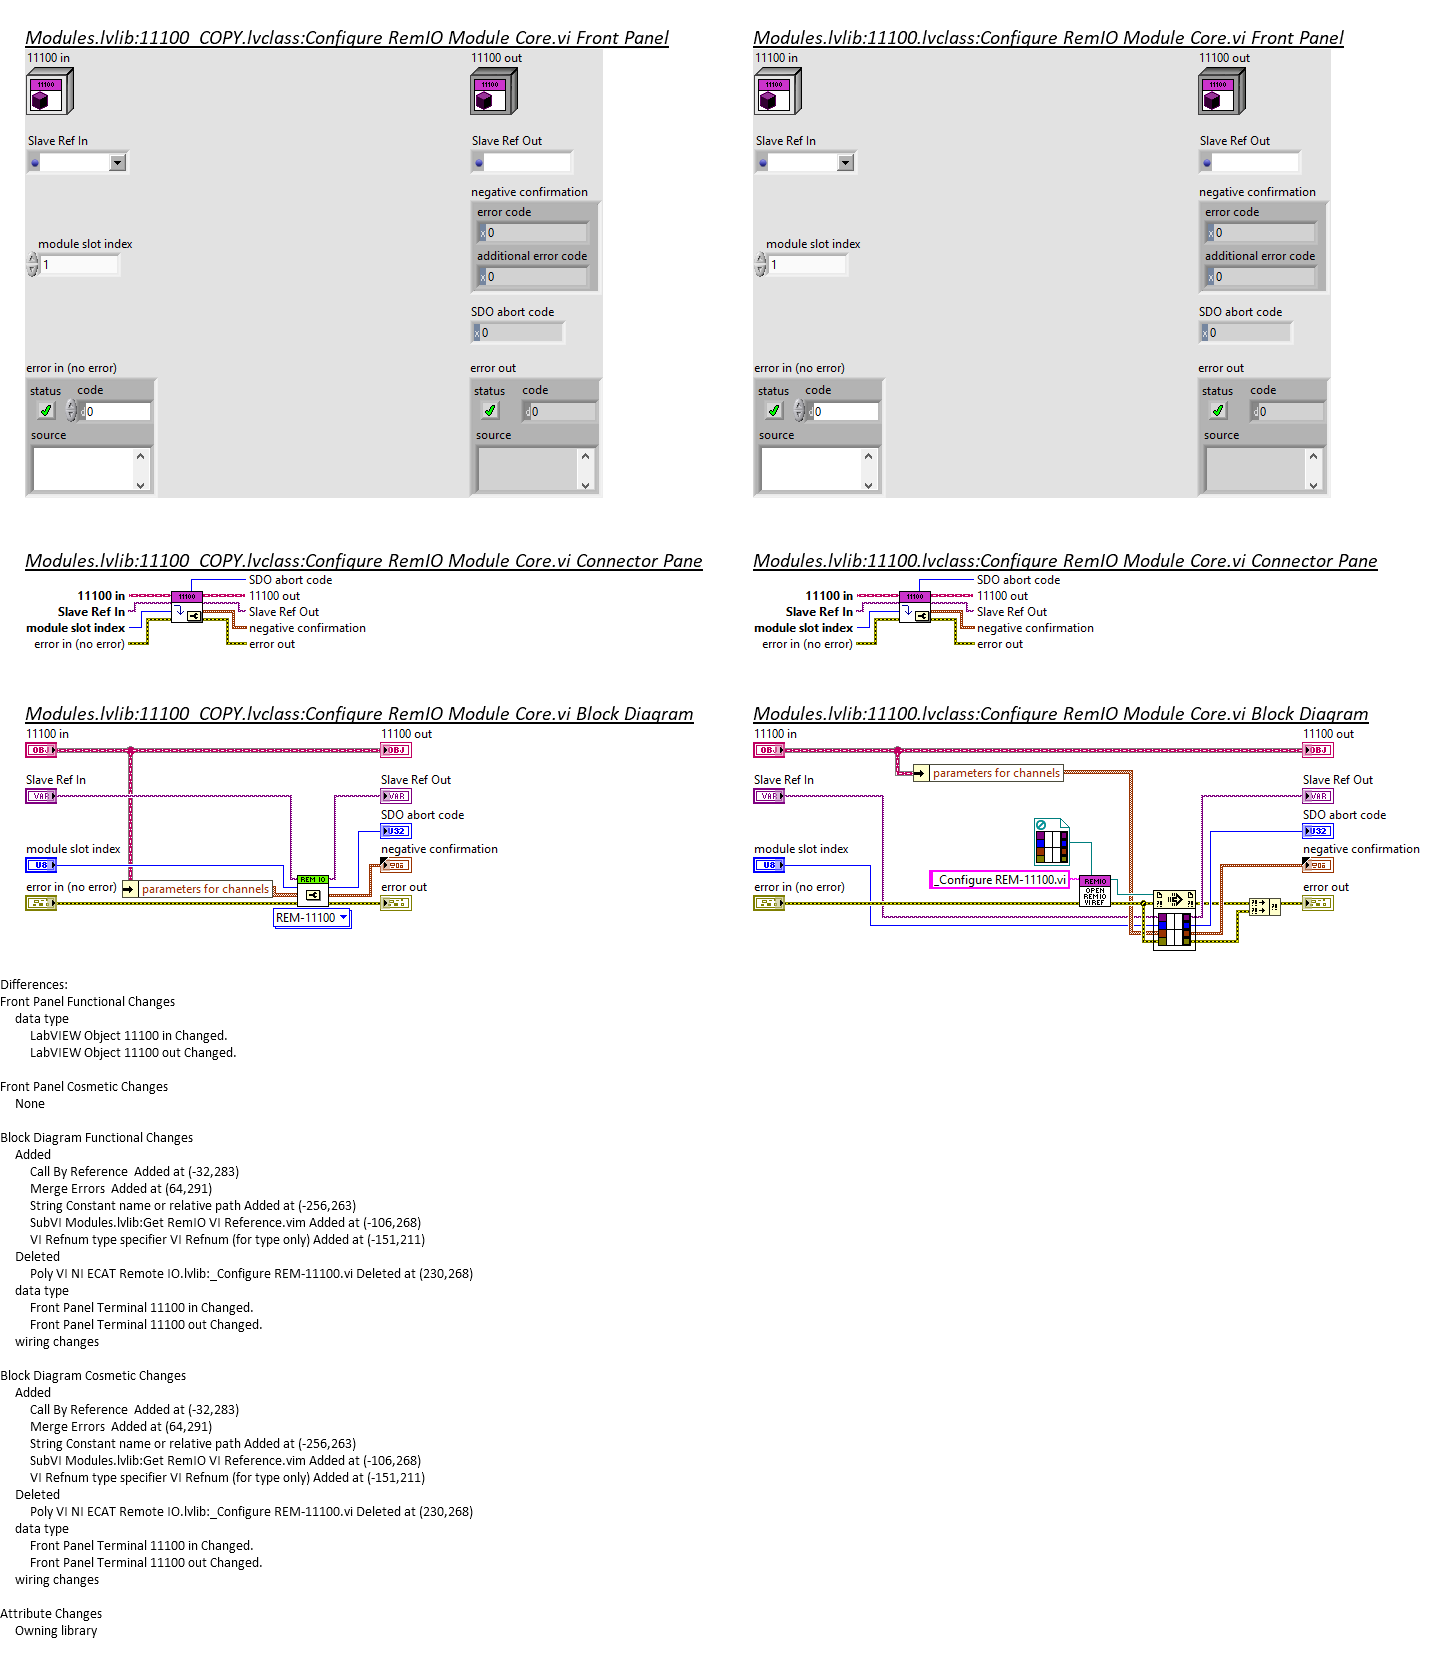 Modules.lvlib:11100_COPY.lvclass:Configure RemIO Module Core.vi Front Panel
11100 in
11100 out
11100
11100
Slave Ref In
Slave Ref Out
negative confirmation
error code
x 0
module slot index
1
additional error code
x 0
SDO abort code
x 0
error in (no error)
error out
status code
d 0
source
status code
d 0
source
Modules.lvlib:11100.lvclass:Configure RemIO Module Core.vi Front Panel
11100 in
11100 out
11100
11100
Slave Ref In
Slave Ref Out
negative confirmation
error code
x 0
module slot index
1
additional error code
x 0
SDO abort code
x 0
error in (no error)
error out
status code
d 0
source
status code
d 0
source
Modules.lvlib:11100_COPY.lvclass:Configure RemIO Module Core.vi Connector Pane
SDO abort code
11100 in
11100
11100 out
Slave Ref In
Slave Ref Out
module slot index
negative confirmation
error in (no error)
error out
Modules.lvlib:11100.lvclass:Configure RemIO Module Core.vi Connector Pane
SDO abort code
11100 in
11100
11100 out
Slave Ref In
Slave Ref Out
module slot index
negative confirmation
error in (no error)
error out
Modules.lvlib:11100_COPY.lvclass:Configure RemIO Module Core.vi Block Diagram
11100 in
11100 out
OBJ
OBJ
Slave Ref In
Slave Ref Out
VAR
VAR
SDO abort code
U32
module slot index
negative confirmation
U8
REM IO
error in (no error)
parameters for channels
error out
REM-11100
Modules.lvlib:11100.lvclass:Configure RemIO Module Core.vi Block Diagram
11100 in
11100 out
OBJ
OBJ
parameters for channels
Slave Ref In
Slave Ref Out
VAR
VAR
SDO abort code
U32
module slot index
negative confirmation
U8
_Configure REM-11100.vi
REMIO
OPEN
REMIO
VI REF
error in (no error)
error out
Differences:
Front Panel Functional Changes
data type
LabVIEW Object 11100 in Changed.
LabVIEW Object 11100 out Changed.
Front Panel Cosmetic Changes
None
Block Diagram Functional Changes
Added
Call By Reference  Added at (-32,283)
Merge Errors  Added at (64,291)
String Constant name or relative path Added at (-256,263)
SubVI Modules.lvlib:Get RemIO VI Reference.vim Added at (-106,268)
VI Refnum type specifier VI Refnum (for type only) Added at (-151,211)
Deleted
Poly VI NI ECAT Remote IO.lvlib:_Configure REM-11100.vi Deleted at (230,268)
data type
Front Panel Terminal 11100 in Changed.
Front Panel Terminal 11100 out Changed.
wiring changes
Block Diagram Cosmetic Changes
Added
Call By Reference  Added at (-32,283)
Merge Errors  Added at (64,291)
String Constant name or relative path Added at (-256,263)
SubVI Modules.lvlib:Get RemIO VI Reference.vim Added at (-106,268)
VI Refnum type specifier VI Refnum (for type only) Added at (-151,211)
Deleted
Poly VI NI ECAT Remote IO.lvlib:_Configure REM-11100.vi Deleted at (230,268)
data type
Front Panel Terminal 11100 in Changed.
Front Panel Terminal 11100 out Changed.
wiring changes
Attribute Changes
Owning library